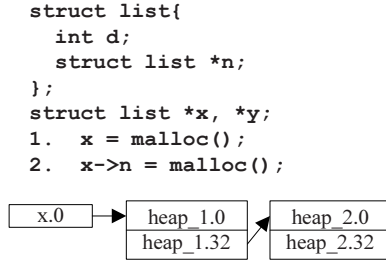 struct list{
int d;
struct list *n;
};
struct list *x, *y;
1. x = malloc();
2. x->n = malloc();
x.0 heap_1.0 heap_2.0
heap_1.32 heap_2.32